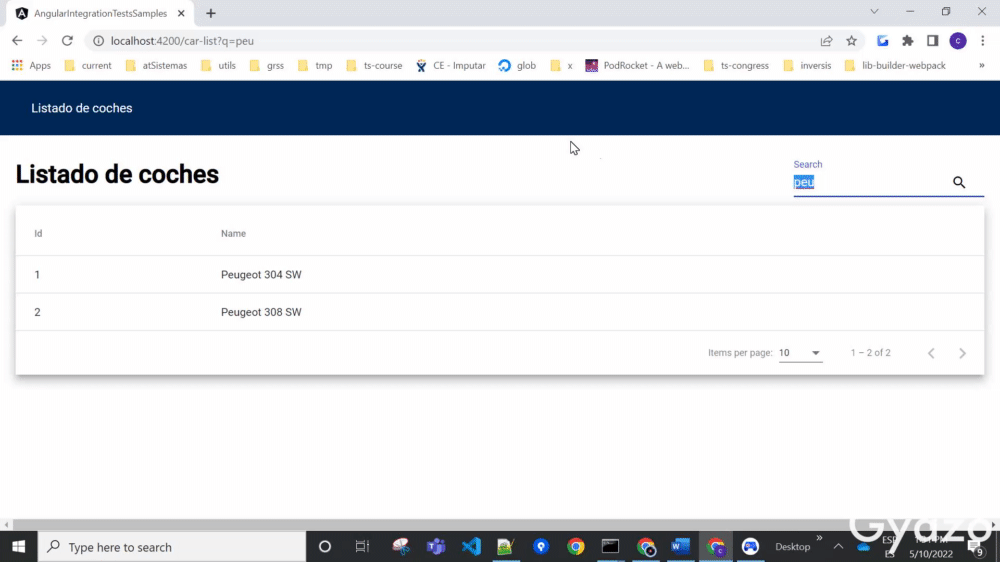 AngularIntegrationTestsSamples
localhost:4200/car-list?q=peu
C
Apps current atSistemas utils grss tmp ts-course CE - Imputar glob x PodRocket - A web... ts-congress inversis lib-builder-webpack »
Listado de coches
Listado de coches
Search
peu
Id Name
1 Peugeot 304 SW
2 Peugeot 308 SW
Items per page: 10 1 – 2 of 2
Gyazo
Type here to search
Desktop »
ES
5/10/2022
9